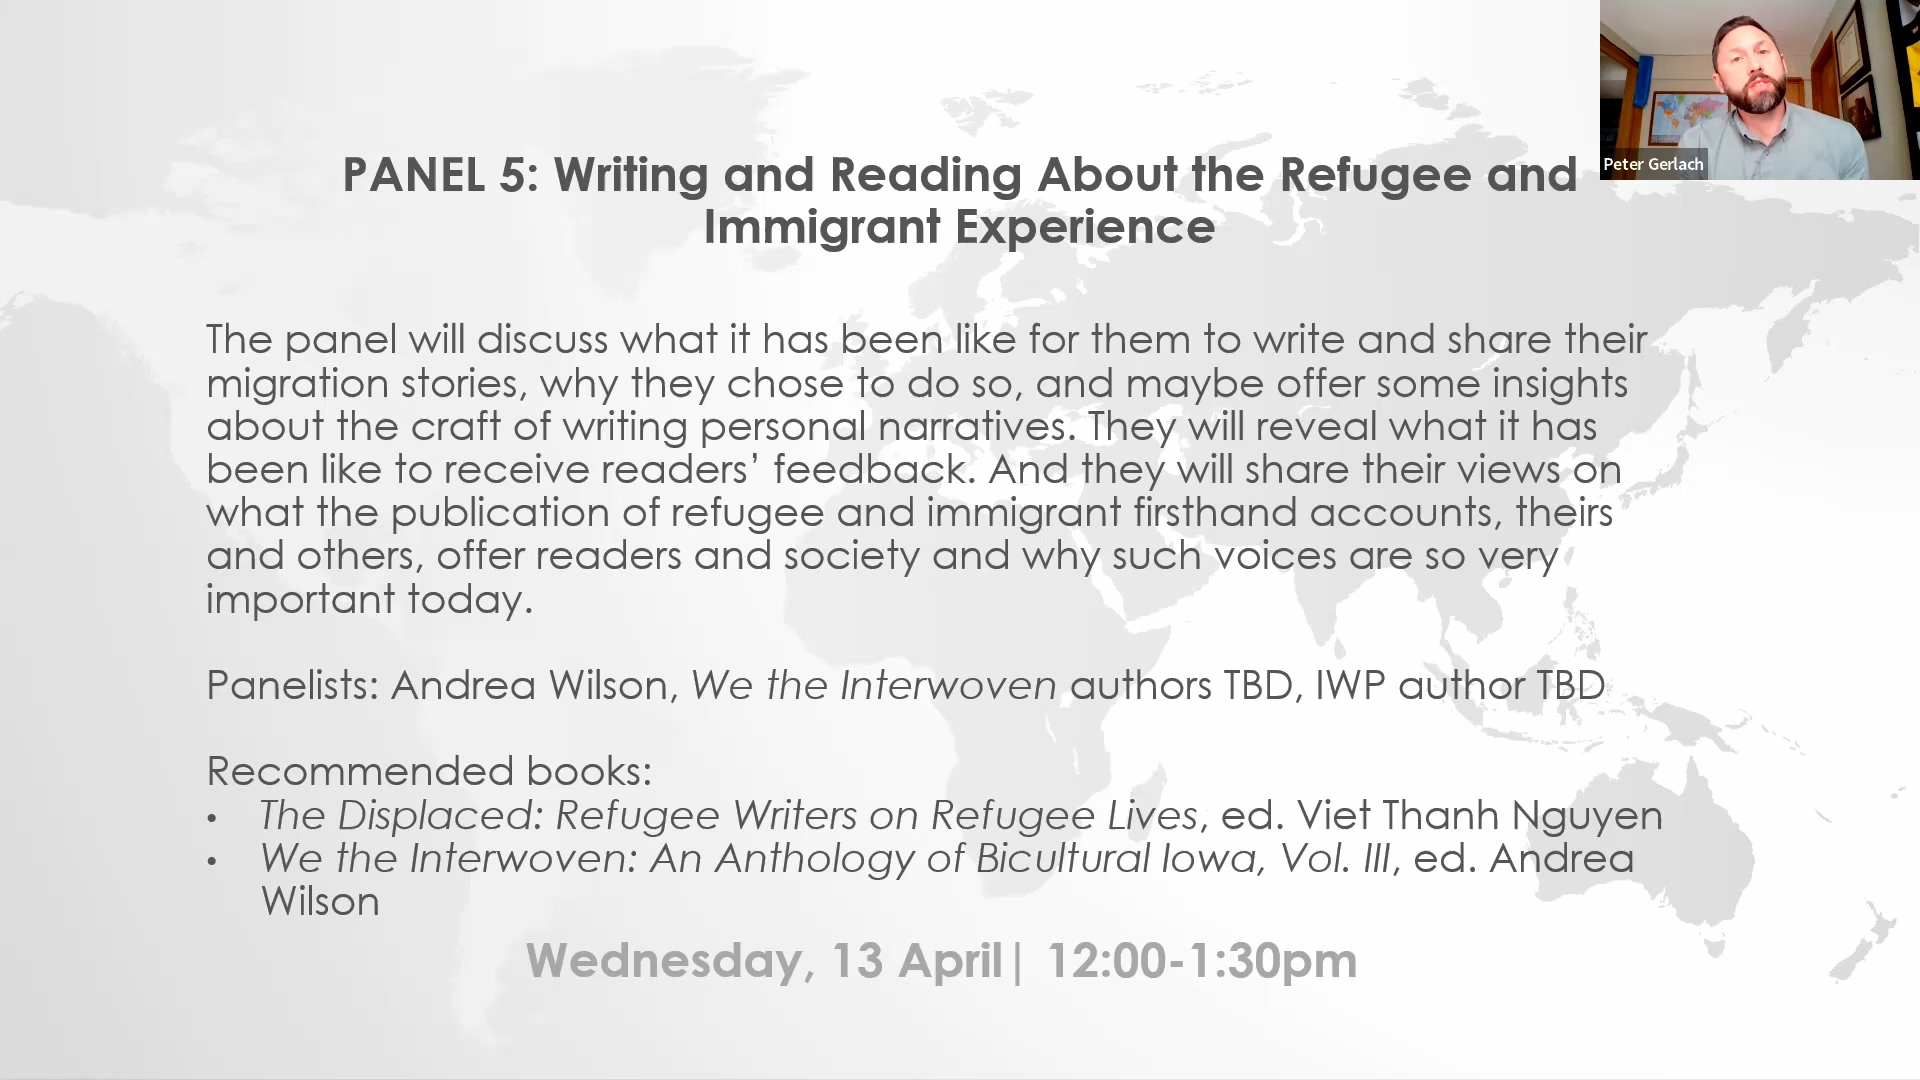 PANEL 5: Writing and Reading About the Refugee and
Immigrant Experience
Peter Gerlach
The panel will discuss what it has been like for them to write and share their
migration stories, why they chose to do so, and maybe offer some insights
about the craft of writing personal narratives. They will reveal what it has
been like to receive readers’ feedback. And they will share their views on
what the publication of refugee and immigrant firsthand accounts, theirs
and others, offer readers and society and why such voices are so very
important today.
Panelists: Andrea Wilson, We the Interwoven authors TBD, IWP author TBD
Recommended books:
• The Displaced: Refugee Writers on Refugee Lives, ed. Viet Thanh Nguyen
• We the Interwoven: An Anthology of Bicultural Iowa, Vol. III, ed. Andrea
Wilson
Wednesday, 13 April| 12:00-1:30pm